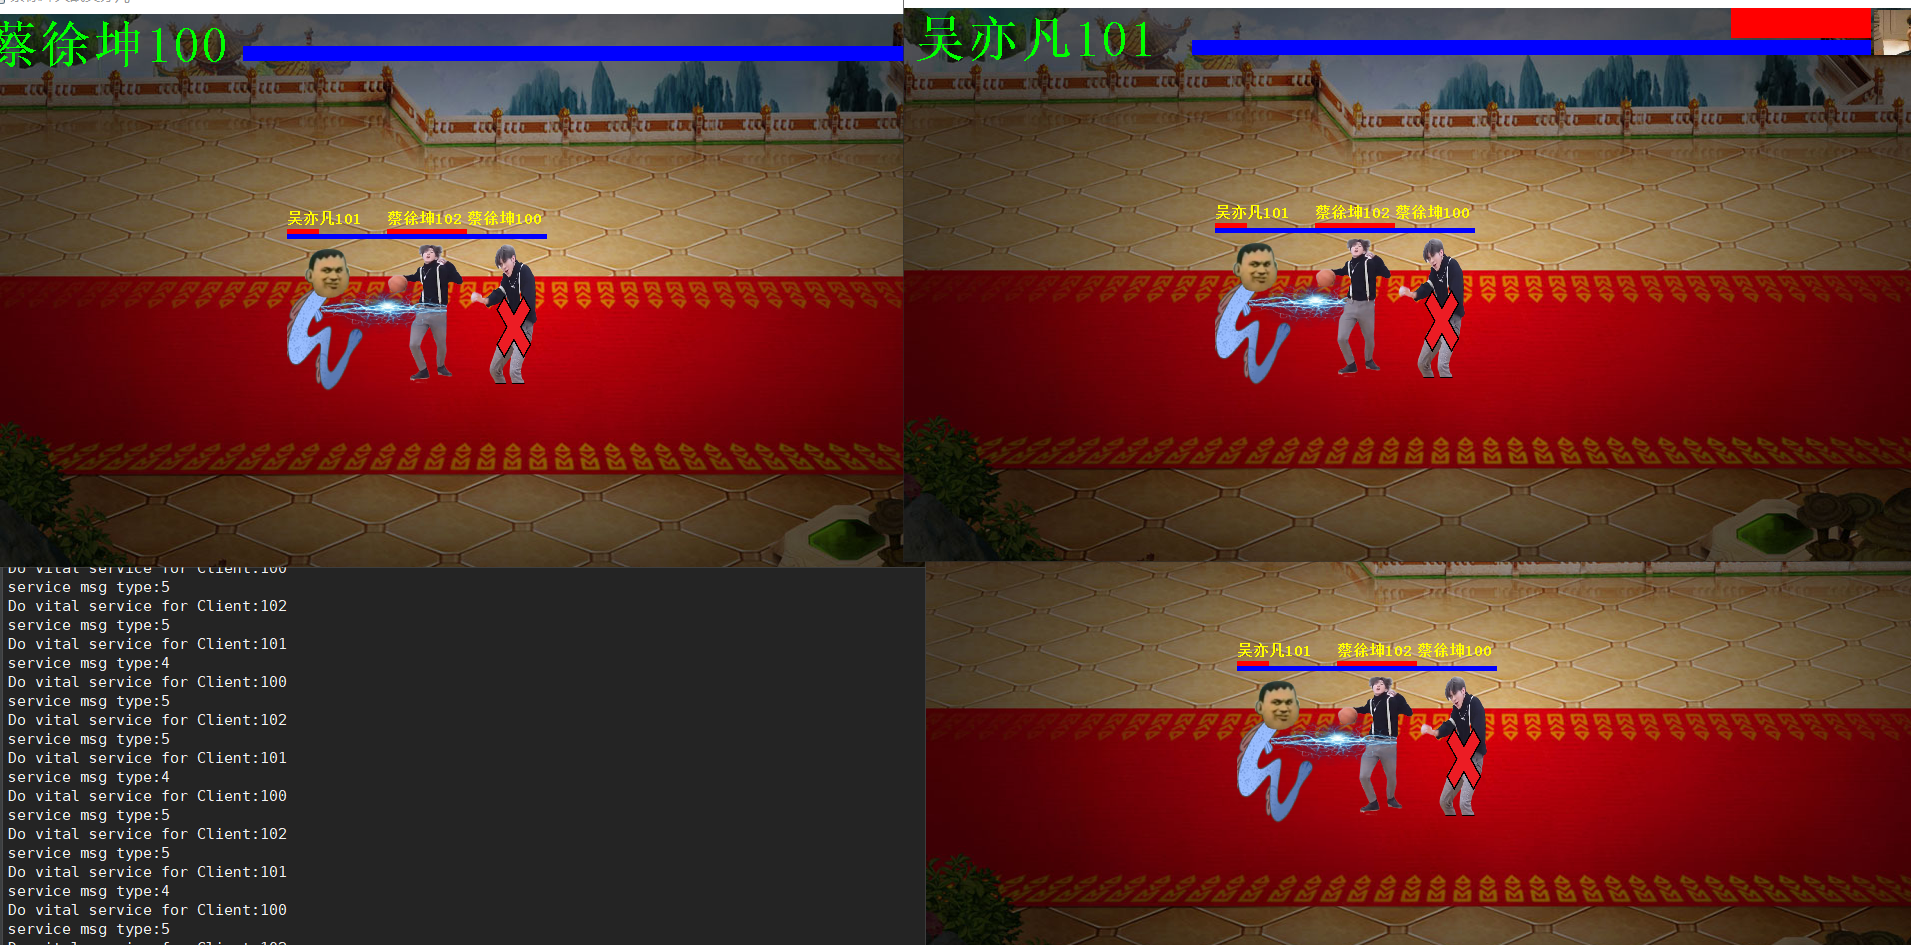 蔡徐坤100
吴亦凡101
吴亦凡101 蔡徐坤102 蔡徐坤100
吴亦凡101 蔡徐坤102 蔡徐坤100
Do vital service for Client:100
service msg type:5
Do vital service for Client:102
service msg type:5
Do vital service for Client:101
service msg type:4
Do vital service for Client:100
service msg type:5
Do vital service for Client:102
service msg type:5
Do vital service for Client:101
service msg type:4
Do vital service for Client:100
service msg type:5
Do vital service for Client:102
service msg type:5
Do vital service for Client:101
service msg type:4
Do vital service for Client:100
service msg type:5
吴亦凡101 蔡徐坤102 蔡徐坤100